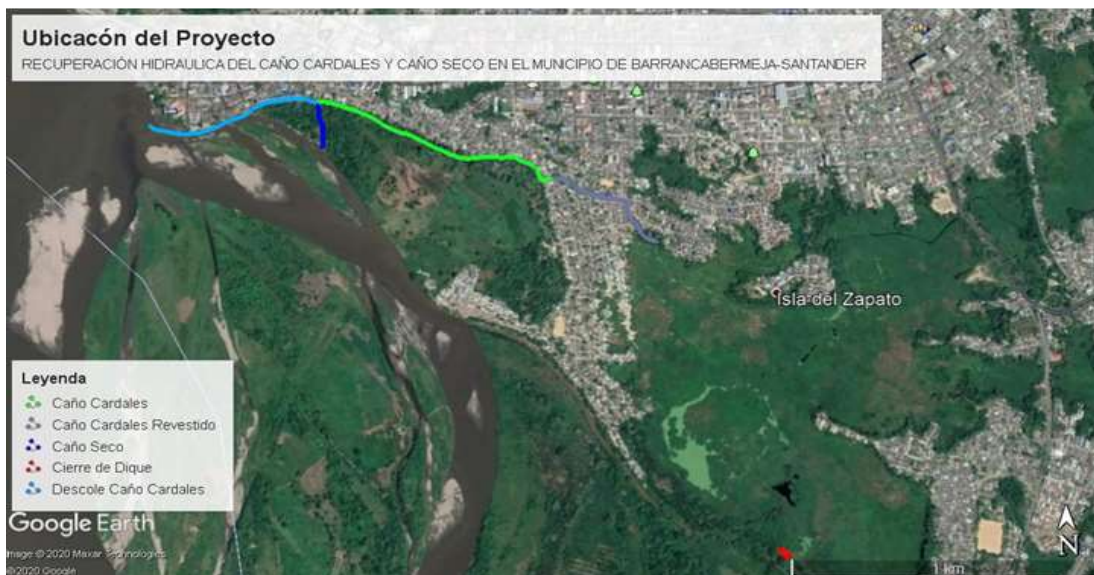 Ubicacón del Proyecto
RECUPERACIÓN HIDRAULICA DEL CAÑO CARDALES Y CAÑO SECO EN EL MUNICIPIO DE BARRANCABERMEJA-SANTANDER
Isla del Zapato
Leyenda
Caño Cardales
Caño Cardales Revestido
Caño Seco
Cierre de Dique
Descole Caño Cardales
Google Earth
Image © 2020 Maxar Technologies
©2020 Google
1 km
N